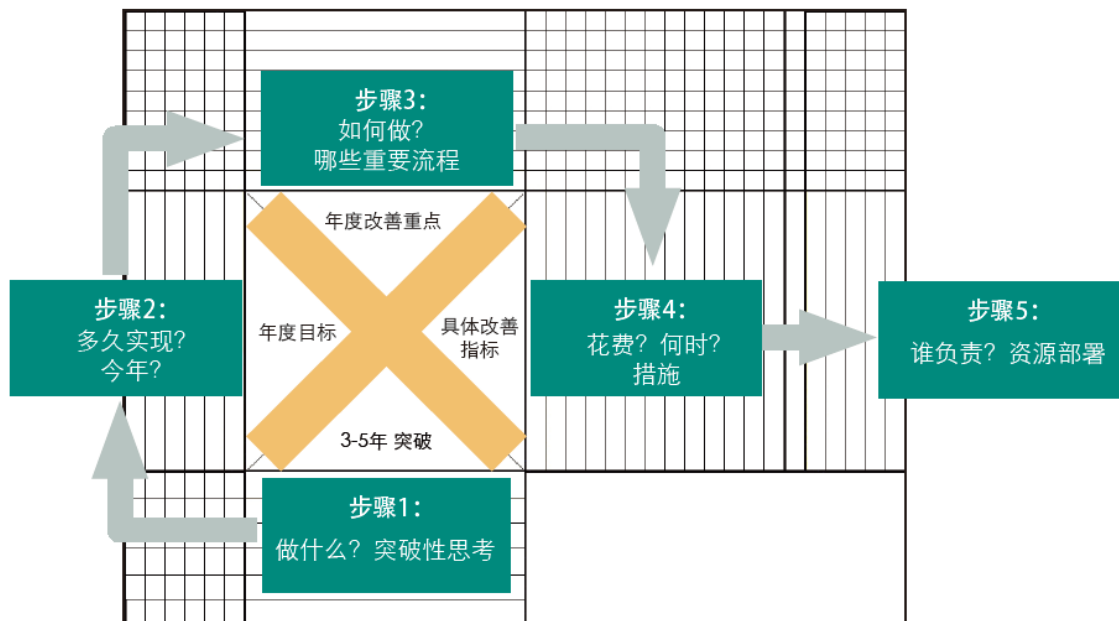 步骤3：
如何做？
哪些重要流程
年度改善重点
步骤2：
多久实现？
今年？
年度目标
具体改善
指标
步骤4：
花费？何时？
措施
步骤5：
谁负责？资源部署
3-5年 突破
步骤1：
做什么？突破性思考